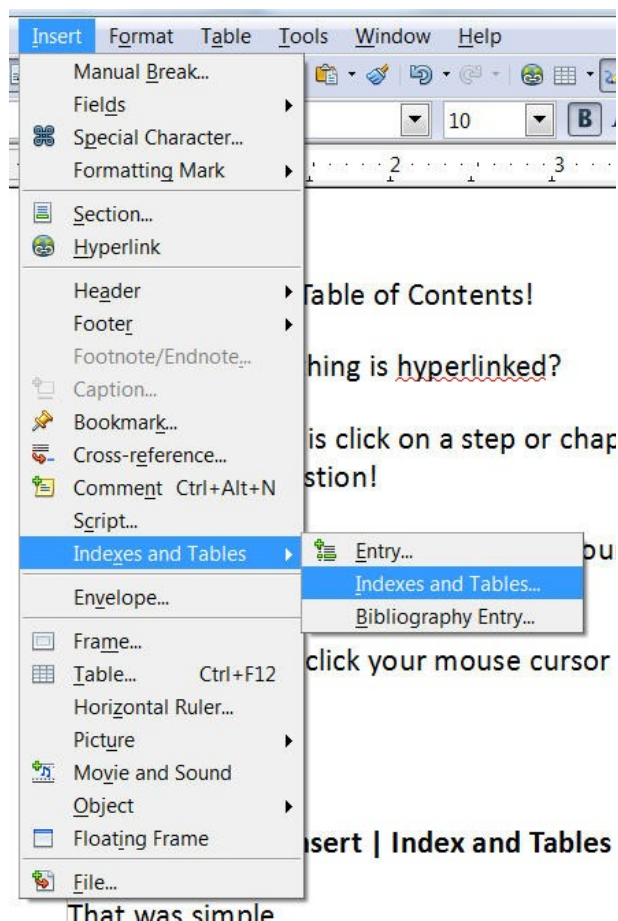 Insert Format Table Tools Window Help
Manual Break...
Fields
10 B
Special Character...
Formatting Mark
2 3
Section...
Hyperlink
Header
Table of Contents!
Footer
Footnote/Endnote...
hing is hyperlinked?
Caption...
Bookmark...
is click on a step or chap
Cross-reference...
stion!
Comment Ctrl+Alt+N
Script...
Indexes and Tables
Entry...
ou
Indexes and Tables...
Envelope...
Bibliography Entry...
Frame...
click your mouse cursor
Table... Ctrl+F12
Horizontal Ruler...
Picture
Movie and Sound
Object
Floating Frame
nsert | Index and Tables
File...
That was simple